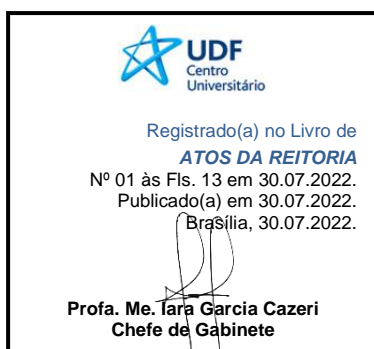 UDF
Centro
Universitário
Registrado(a) no Livro de
ATOS DA REITORIA
Nº 01 às Fls. 13 em 30.07.2022.
Publicado(a) em 30.07.2022.
Brasília, 30.07.2022.
Profa. Me. Iara Garcia Cazeri
Chefe de Gabinete